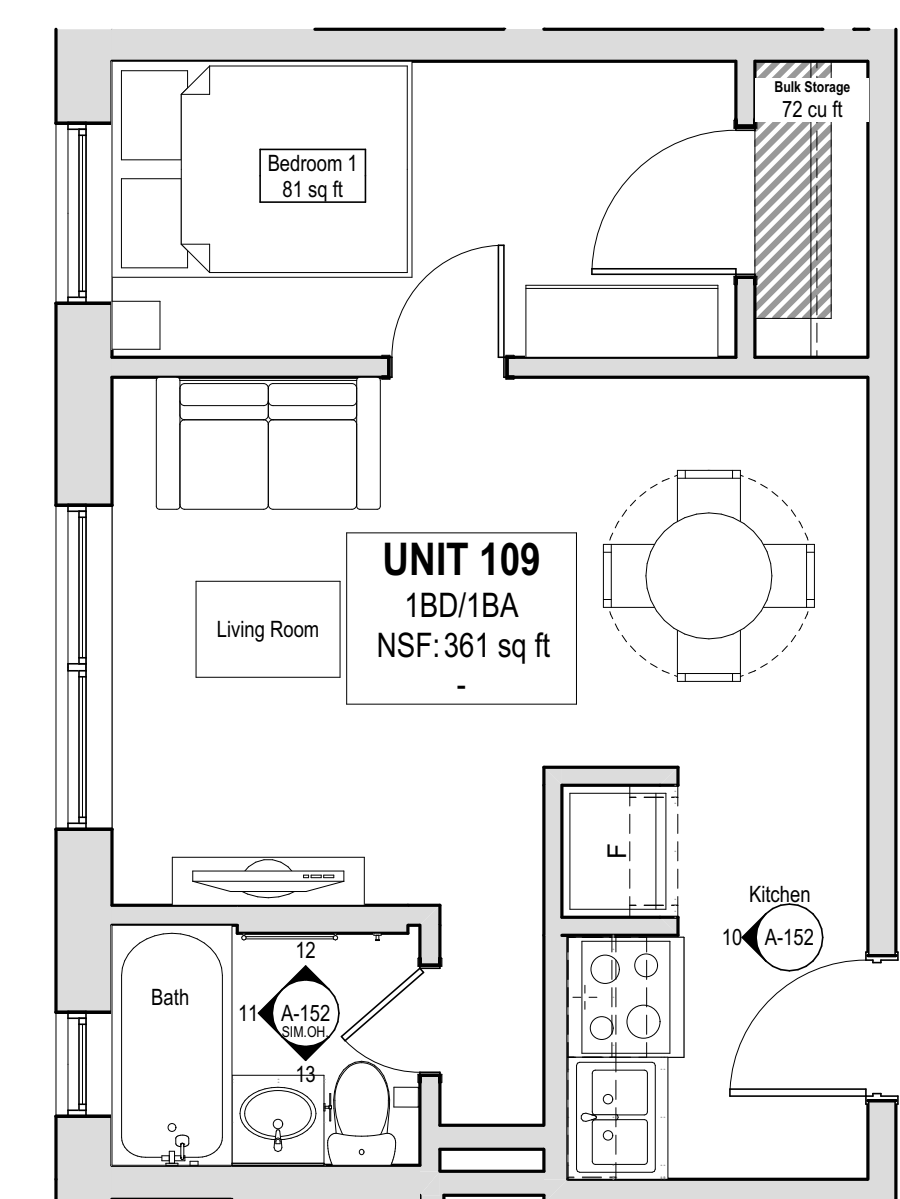 Bulk Storage
72 cu ft
Bedroom 1
81 sq ft
UNIT 109
1BD/1BA
NSF: 361 sq ft
-
Living Room
F
Kitchen
10
A-152
Bath
12
11
A-152
SIM.OH.
13